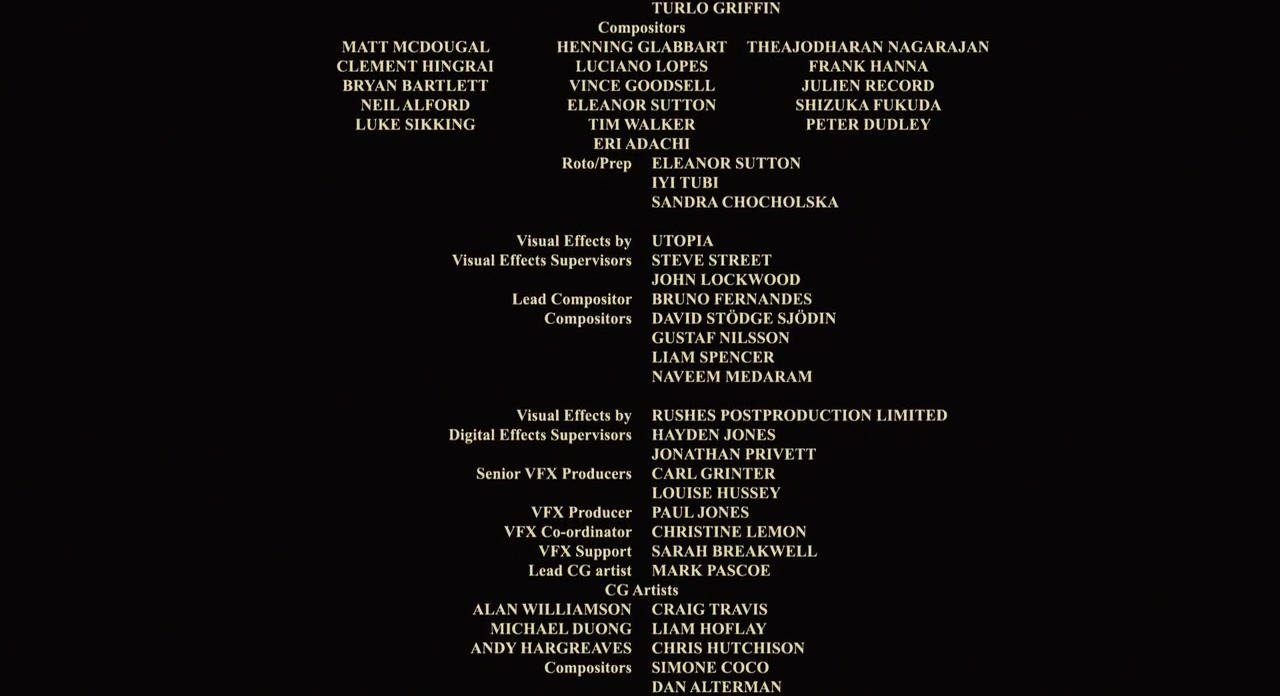 TURLO GRIFFIN
Compositors
MATT MCDOUGAL HENNING GLABBART THEAJODHARAN NAGARAJAN
CLEMENT HINGRAI LUCIANO LOPES FRANK HANNA
BRYAN BARTLETT VINCE GOODSELL JULIEN RECORD
NEIL ALFORD ELEANOR SUTTON SHIZUKA FUKUDA
LUKE SIKKING TIM WALKER PETER DUDLEY
ERI ADACHI
Roto/Prep ELEANOR SUTTON
IYI TUBI
SANDRA CHOCHOLSKA
Visual Effects by UTOPIA
Visual Effects Supervisors STEVE STREET
JOHN LOCKWOOD
Lead Compositor BRUNO FERNANDES
Compositors DAVID STÖDGE SJÖDIN
GUSTAF NILSSON
LIAM SPENCER
NAVEEM MEDARAM
Visual Effects by RUSHES POSTPRODUCTION LIMITED
Digital Effects Supervisors HAYDEN JONES
JONATHAN PRIVETT
Senior VFX Producers CARL GRINTER
LOUISE HUSSEY
VFX Producer PAUL JONES
VFX Co-ordinator CHRISTINE LEMON
VFX Support SARAH BREAKWELL
Lead CG artist MARK PASCOE
CG Artists
ALAN WILLIAMSON CRAIG TRAVIS
MICHAEL DUONG LIAM HOFLAY
ANDY HARGREAVES CHRIS HUTCHISON
Compositors SIMONE COCO
DAN ALTERMAN